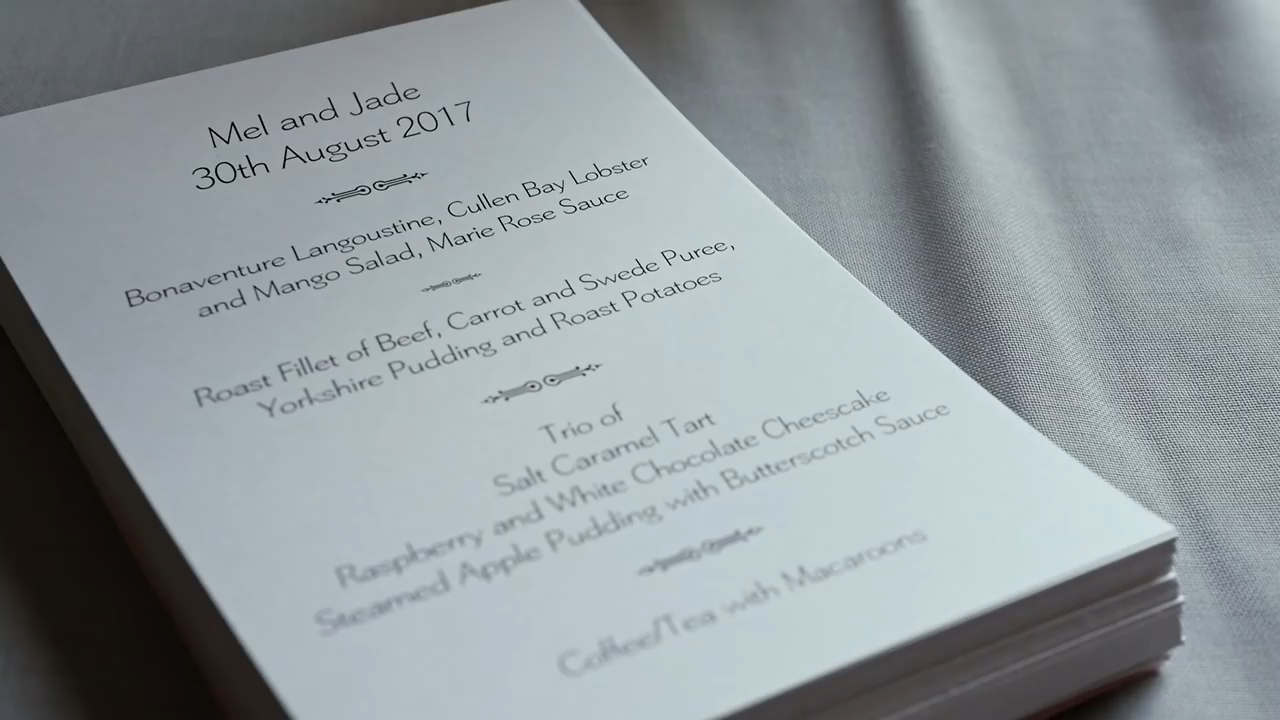 Mel and Jade
30th August 2017
Bonaventure Langoustine, Cullen Bay Lobster
and Mango Salad, Marie Rose Sauce
Roast Fillet of Beef, Carrot and Swede Puree,
Yorkshire Pudding and Roast Potatoes
Trio of
Salt Caramel Tart
Raspberry and White Chocolate Cheescake
Steamed Apple Pudding with Butterscotch Sauce
Coffee/Tea with Macaroons